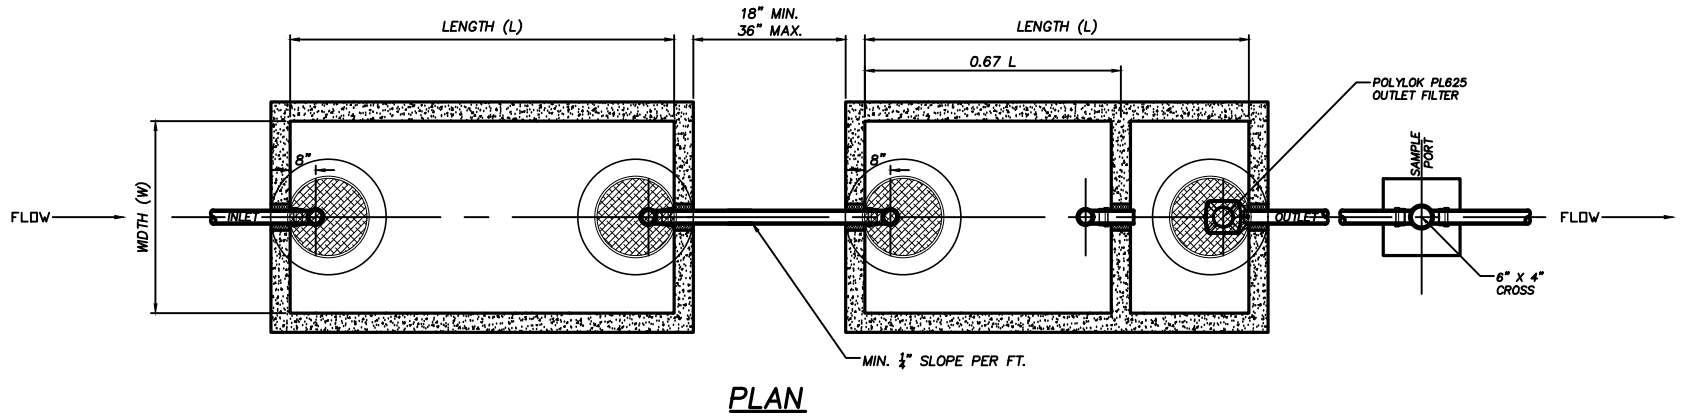 LENGTH (L)
18" MIN.
36" MAX.
LENGTH (L)
0.67 L
POLYLOK PL625
OUTLET FILTER
SAMPLE
PORT
8"
8"
WIDTH (W)
FLOW
INLET
OUTLET
FLOW
6" X 4"
CROSS
MIN. 1/4" SLOPE PER FT.
PLAN